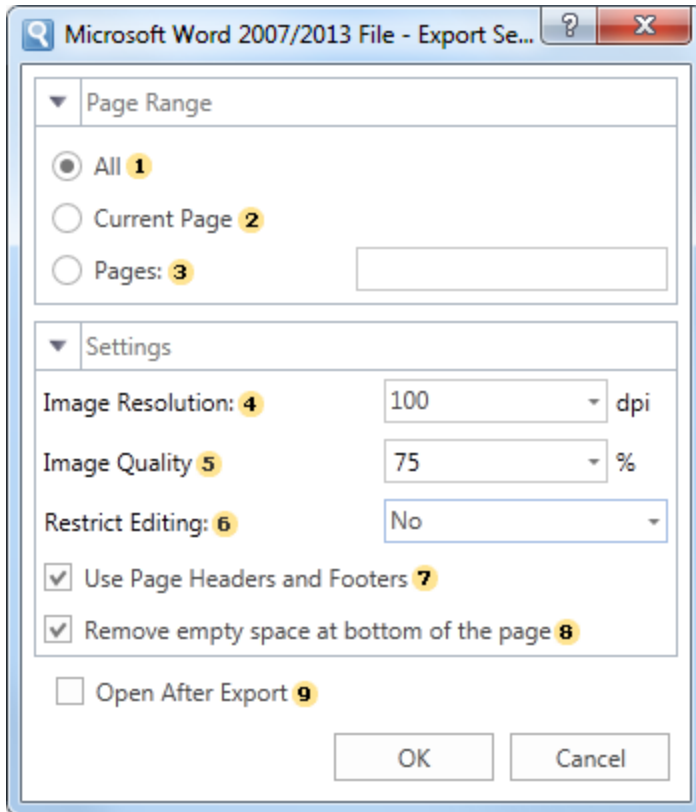 Microsoft Word 2007/2013 File - Export Se...
Page Range
All 1
Current Page 2
Pages: 3
Settings
Image Resolution: 4 100 dpi
Image Quality 5 75 %
Restrict Editing: 6 No
Use Page Headers and Footers 7
Remove empty space at bottom of the page 8
Open After Export 9
OK Cancel